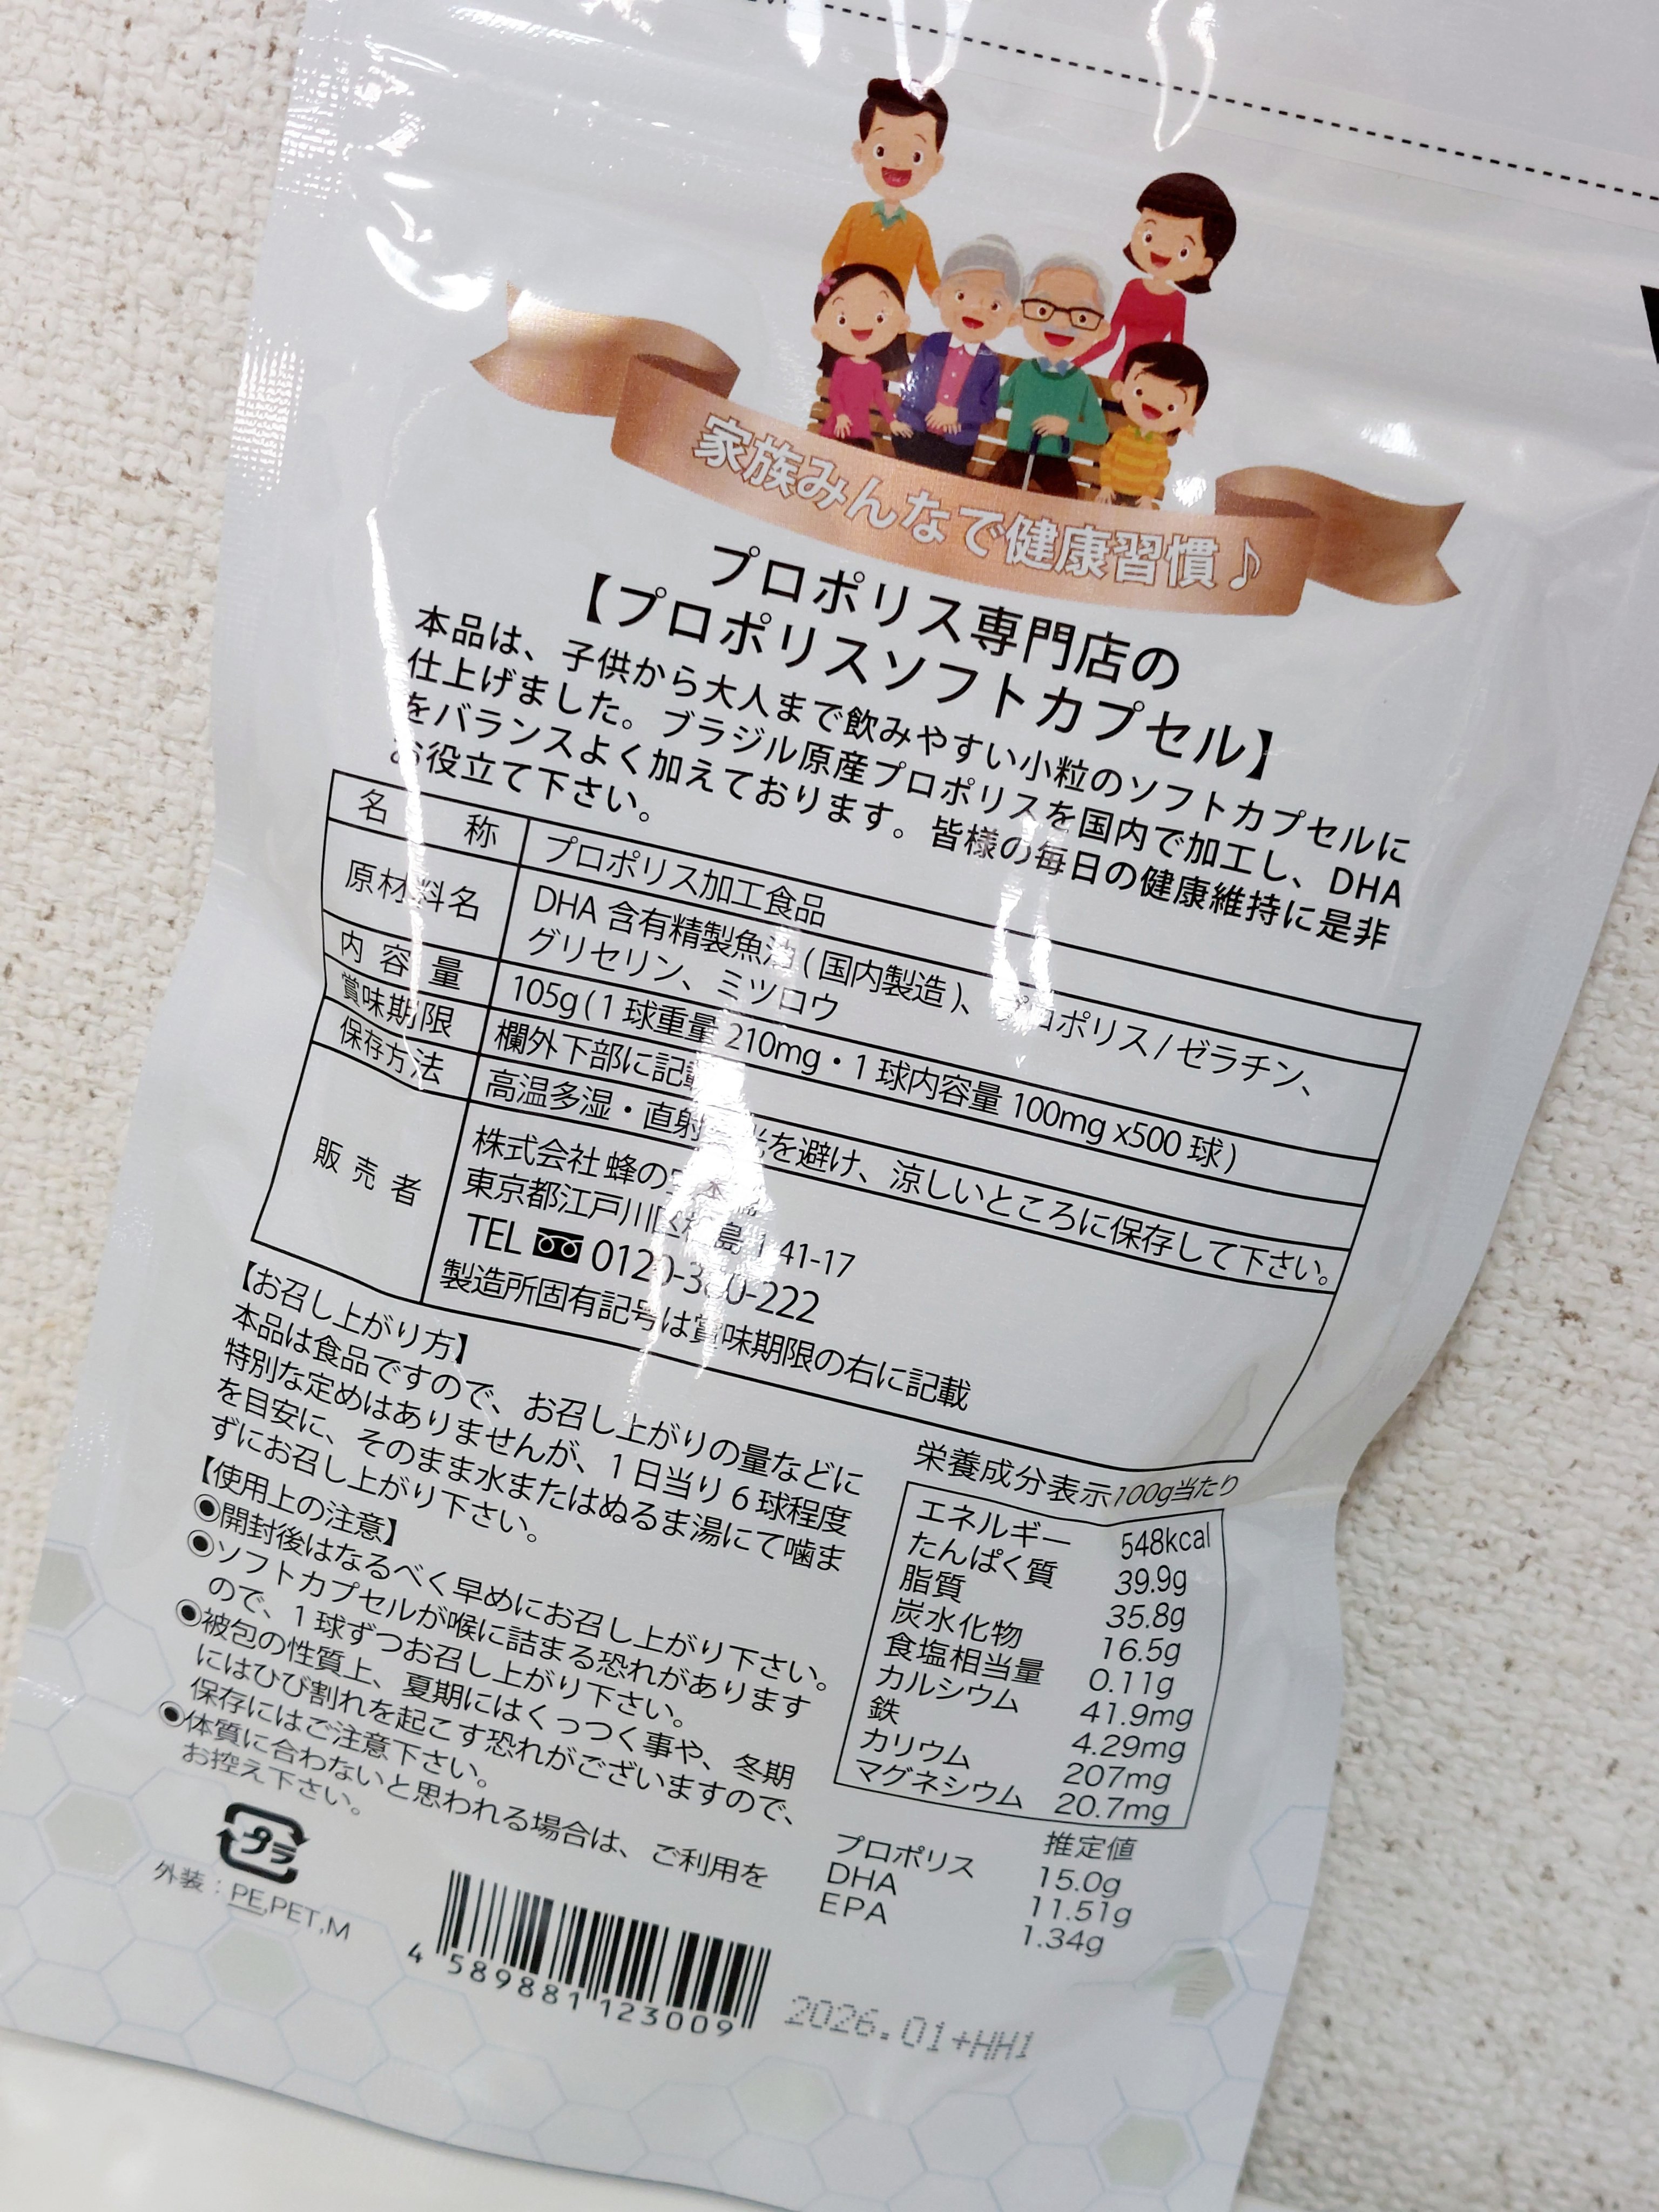 家族みんなで健康習慣♪
プロポリス専門店の
【プロポリスソフトカプセル】
本品は、子供から大人まで飲みやすい小粒のソフトカプセルに
仕上げました。ブラジル原産プロポリスを国内で加工し、DHA
をバランスよく加えております。皆様の毎日の健康維持に是非
お役立て下さい。
名称 プロポリス加工食品
原材料名 DHA 含有精製魚油(国内製造)、プロポリス/ゼラチン、
グリセリン、ミツロウ
内容量 105g(1球重量 210mg・1球内容量 100mg x500 球)
賞味期限 欄外下部に記載
保存方法 高温多湿・直射日光を避け、涼しいところに保存して下さい。
販売者 株式会社 蜂の
東京都江戸川区 41-17
TEL 222
製造所固有記号は賞味期限の右に記載
【お召し上がり方】
本品は食品ですので、お召し上がりの量などに
特別な定めはありませんが、1日当り6球程度
を目安に、そのまま水またはぬるま湯にて噛ま
ずにお召し上がり下さい。
【使用上の注意】
◉開封後はなるべく早めにお召し上がり下さい。
◉ソフトカプセルが喉に詰まる恐れがあります
ので、1球ずつお召し上がり下さい。
◉被包の性質上、夏期にはくっつく事や、冬期
にはひび割れを起こす恐れがございますので、
保存にはご注意下さい。
◉体質に合わないと思われる場合は、ご利用を
お控え下さい。
栄養成分表示100g当たり
エネルギー 548kcal
たんぱく質 39.9g
脂質 35.8g
炭水化物 16.5g
食塩相当量 0.11g
カルシウム 41.9mg
鉄 4.29mg
カリウム 207mg
マグネシウム 20.7mg
推定値
プロポリス 15.0g
DHA 11.51g
EPA 1.34g
プラ
外装：PE,PET,M
4 589881 123009
2026.01+HH1